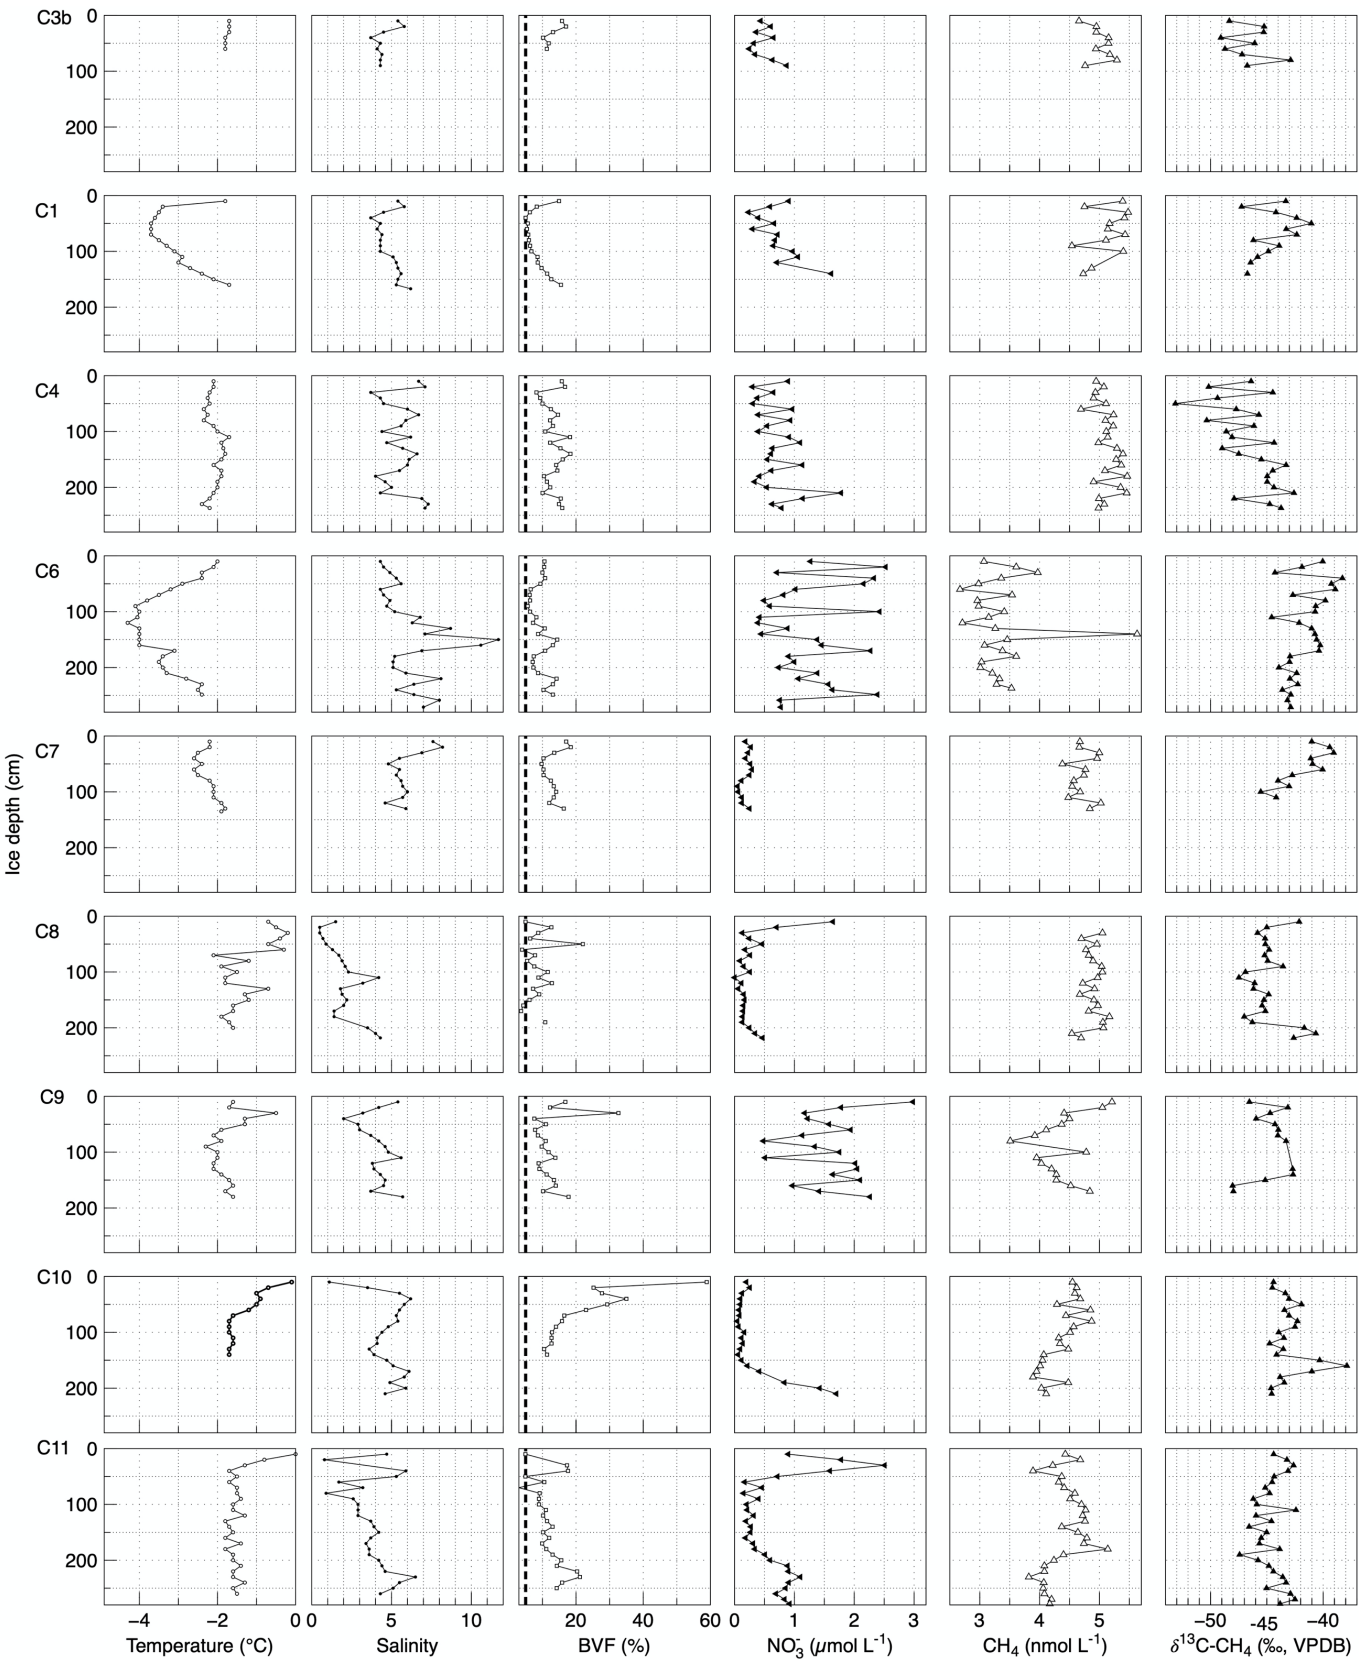 C3b
0
100
200
C1
0
100
200
C4
0
100
200
C6
0
100
200
Ice depth (cm)
C7
0
100
200
C8
0
100
200
C9
0
100
200
C10
0
100
200
C11
0
100
200
−4 −2 0
0 5 10
20 40 60
0 1 2 3
3 4 5
−50 -45 −40
Temperature (°C)
Salinity
BVF (%)
NO₃⁻ (µmol L⁻¹)
CH₄ (nmol L⁻¹)
δ¹³C-CH₄ (‰, VPDB)